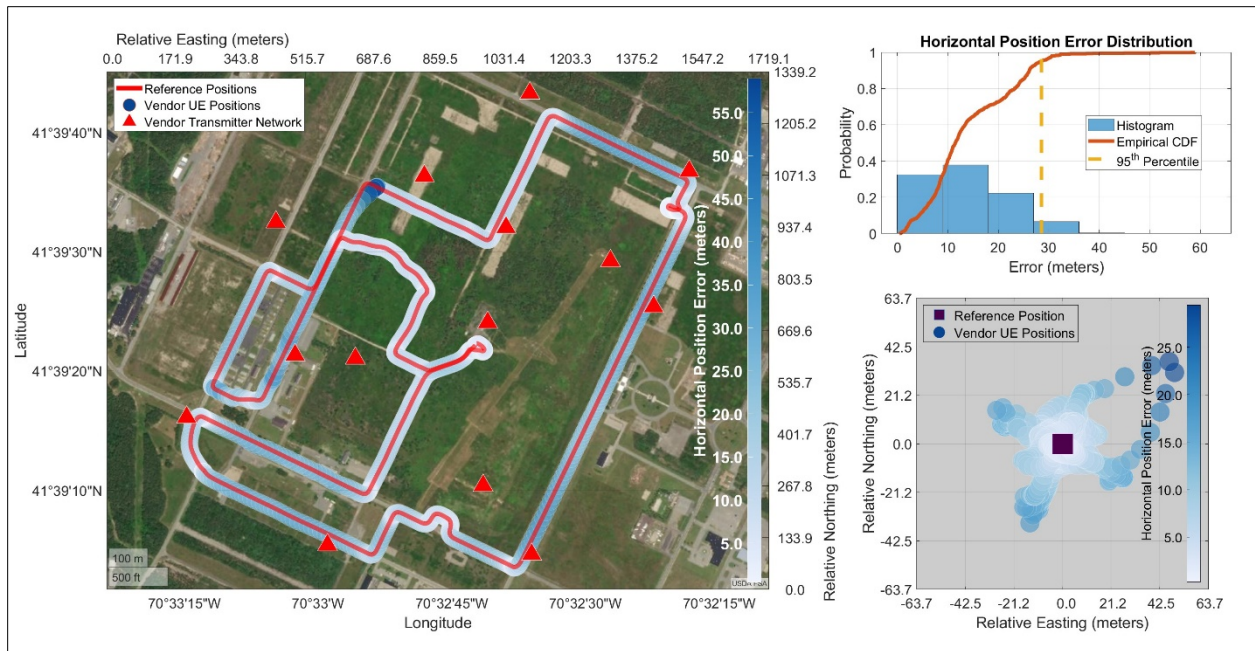 Relative Easting (meters)
0.0 171.9 343.8 515.7 687.6 859.5 1031.4 1203.3 1375.2 1547.2 1719.1
Reference Positions
Vendor UE Positions
Vendor Transmitter Network
41°39'40"N
41°39'30"N
41°39'20"N
41°39'10"N
Latitude
100 m
500 ft
70°33'15"W 70°33'W 70°32'45"W 70°32'30"W 70°32'15"W
Longitude
55.0
50.0
45.0
40.0
35.0
30.0
25.0
20.0
15.0
10.0
5.0
Horizontal Position Error (meters)
1339.2
1205.2
1071.3
937.4
803.5
669.6
535.7
401.7
267.8
133.9
0.0
Relative Northing (meters)
Horizontal Position Error Distribution
1
0.8
0.6
0.4
0.2
0
Probability
Histogram
Empirical CDF
95th Percentile
0 10 20 30 40 50 60
Error (meters)
63.7
42.5
21.2
0.0
-21.2
-42.5
-63.7
Relative Northing (meters)
Reference Position
Vendor UE Positions
25.0
20.0
15.0
10.0
5.0
Horizontal Position Error (meters)
-63.7 -42.5 -21.2 0.0 21.2 42.5 63.7
Relative Easting (meters)